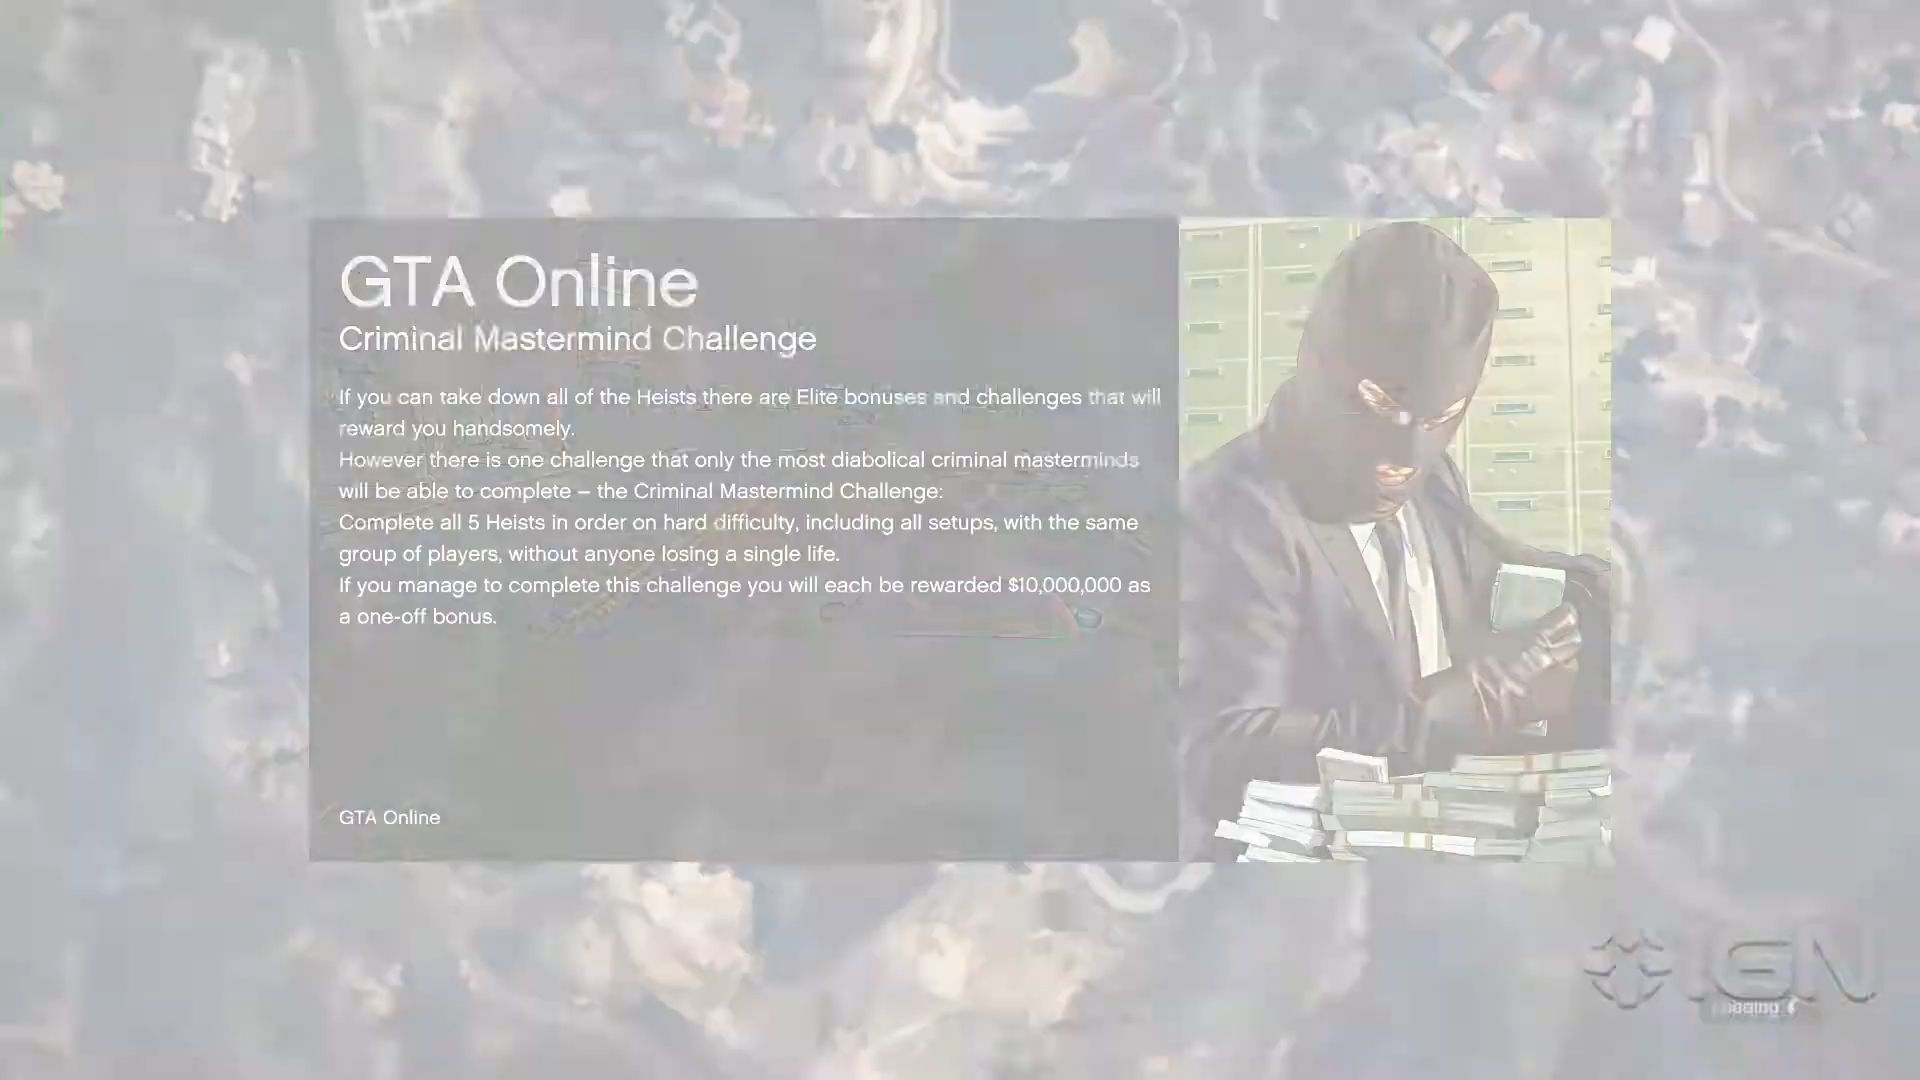 GTA Online
Criminal Mastermind Challenge
If you can take down all of the Heists there are Elite bonuses and challenges that will
reward you handsomely.
However there is one challenge that only the most diabolical criminal masterminds
will be able to complete – the Criminal Mastermind Challenge:
Complete all 5 Heists in order on hard difficulty, including all setups, with the same
group of players, without anyone losing a single life.
If you manage to complete this challenge you will each be rewarded $10,000,000 as
a one-off bonus.
GTA Online
IGN